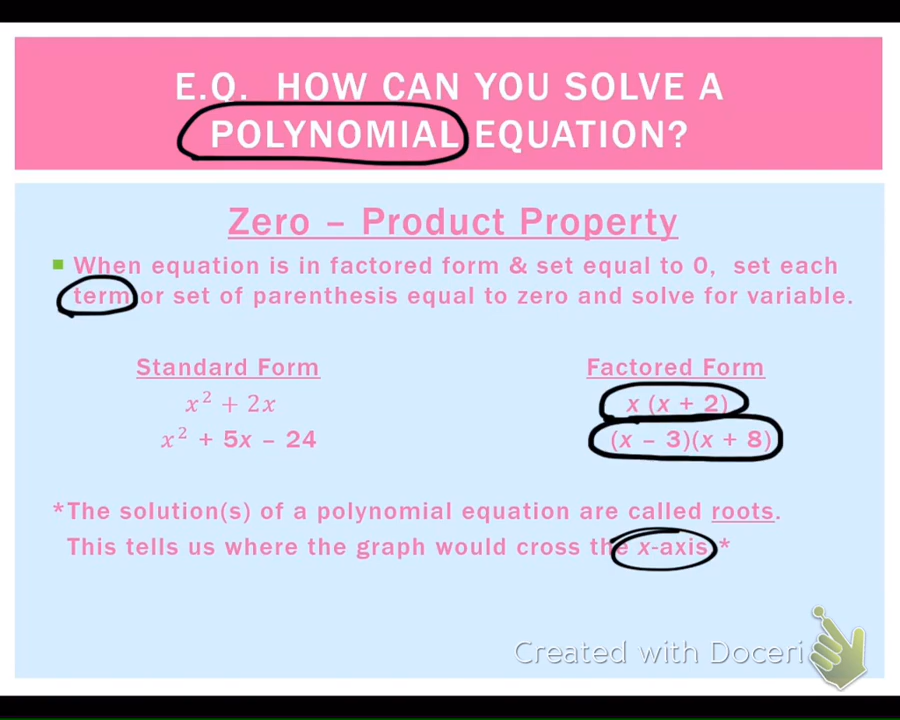 E.Q. HOW CAN YOU SOLVE A
POLYNOMIAL EQUATION?
Zero – Product Property
When equation is in factored form & set equal to 0, set each
term or set of parenthesis equal to zero and solve for variable.
Standard Form
x² + 2x
x² + 5x – 24
Factored Form
x (x + 2)
(x – 3)(x + 8)
*The solution(s) of a polynomial equation are called roots.
This tells us where the graph would cross the x-axis.*
Created with Doceri